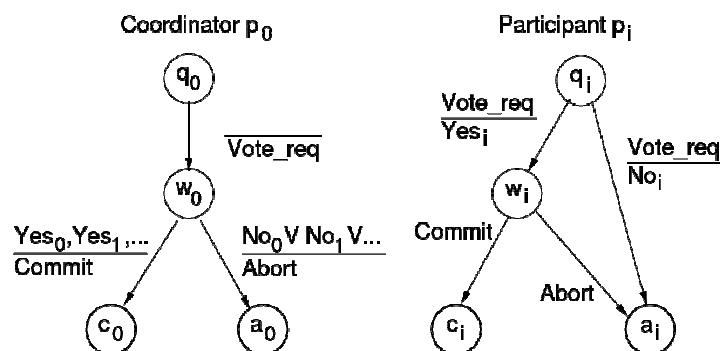 Coordinator p0
Participant pi
q0
qi
Vote_req
Vote_req
Yesi
Vote_req
Noi
w0
wi
Yes0,Yes1,...
Commit
No0V No1 V...
Abort
Commit
Abort
c0
a0
ci
ai